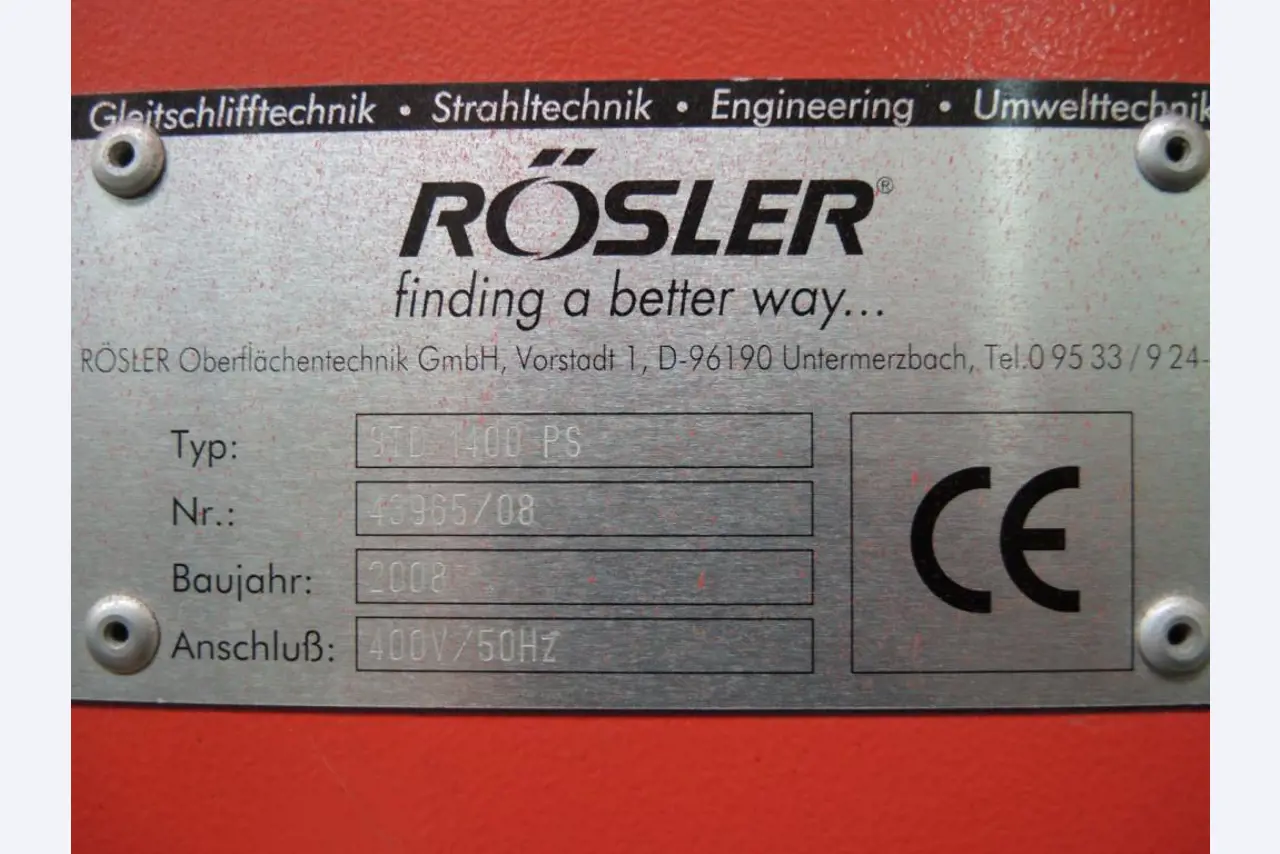 Gleitschlifftechnik • Strahltechnik • Engineering • Umwelttechnik
RÖSLER®
finding a better way...
RÖSLER Oberflächentechnik GmbH, Vorstadt 1, D-96190 Untermerzbach, Tel.0 95 33 / 9 24-
Typ: STD 1400 PS
Nr.: 43965/08
Baujahr: 2008
Anschluß: 400V/50Hz
CE